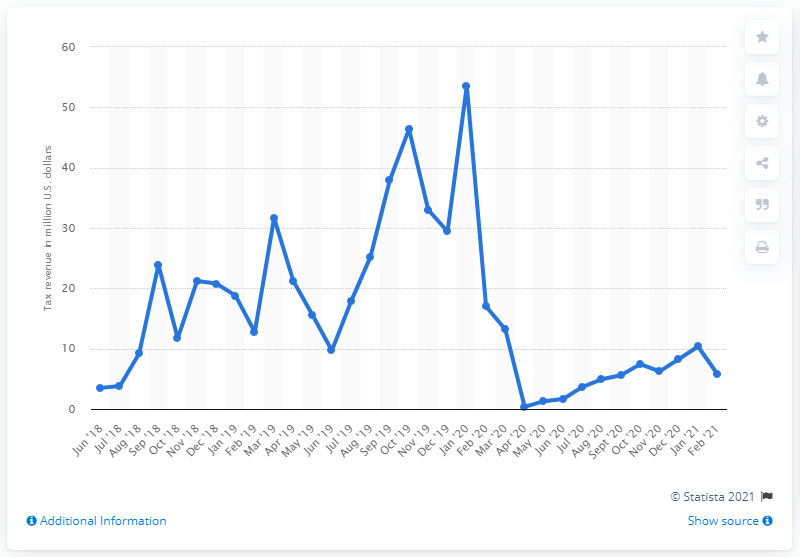 60
50
40
30
20
10
0
Tax revenue in million U.S. dollars
Jun '18
Jul '18
Aug '18
Sep '18
Oct '18
Nov '18
Dec '18
Jan '19
Feb '19
Mar '19
Apr '19
May '19
Jun '19
Jul '19
Aug '19
Sep '19
Oct '19
Nov '19
Dec '19
Jan '20
Feb '20
Mar '20
Apr '20
May '20
Jun '20
Jul '20
Aug '20
Sept '20
Oct '20
Nov '20
Dec '20
Jan '21
Feb '21
© Statista 2021
Additional Information
Show source